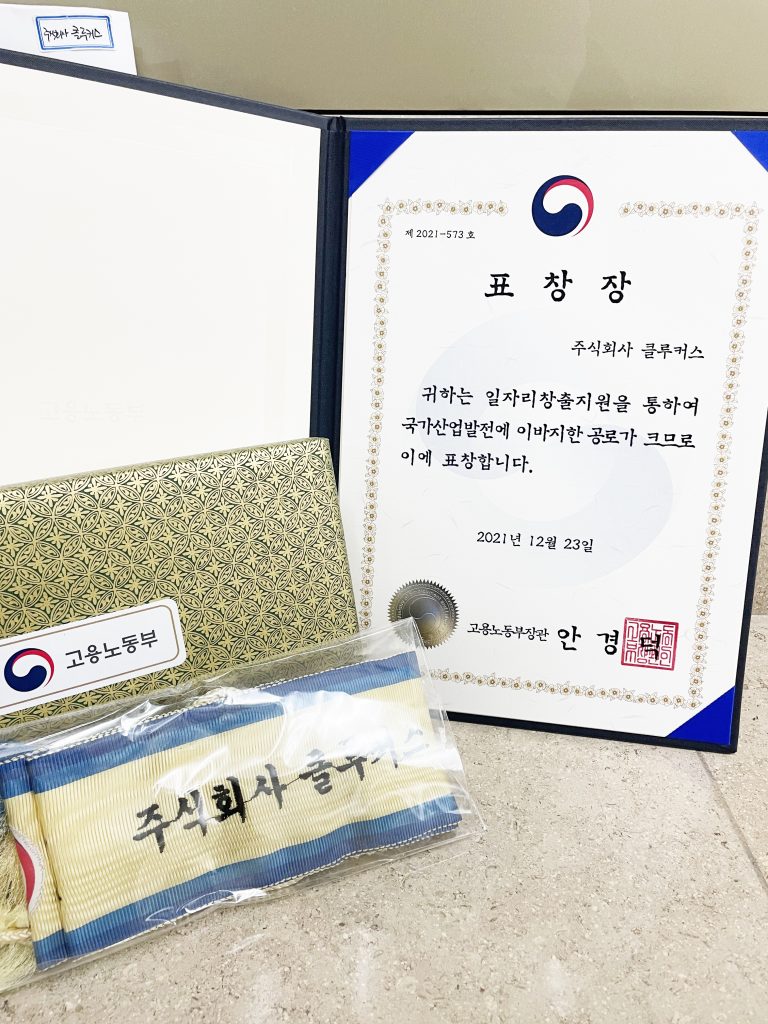 주식회사 클루커스
제 2021-573 호
표 창 장
주식회사 클루커스
귀하는 일자리창출지원을 통하여
국가산업발전에 이바지한 공로가 크므로
이에 표창합니다.
2021년 12월 23일
고용노동부장관 안 경 덕
고용노동부
고용노동부
주식회사 클루커스